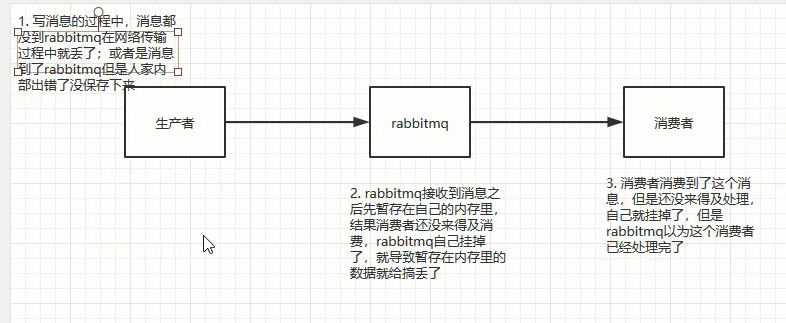 1. 写消息的过程中，消息都
没到rabbitmq在网络传输
过程中就丢了；或者是消息
到了rabbitmq但是人家内
部出错了没保存下来
生产者
rabbitmq
消费者
2. rabbitmq接收到消息之
后先暂存在自己的内存里，
结果消费者还没来得及消
费，rabbitmq自己挂掉
了，就导致暂存在内存里的
数据就给搞丢了
3. 消费者消费到了这个消
息，但是还没来得及处理，
自己就挂掉了，但是
rabbitmq以为这个消费者
已经处理完了